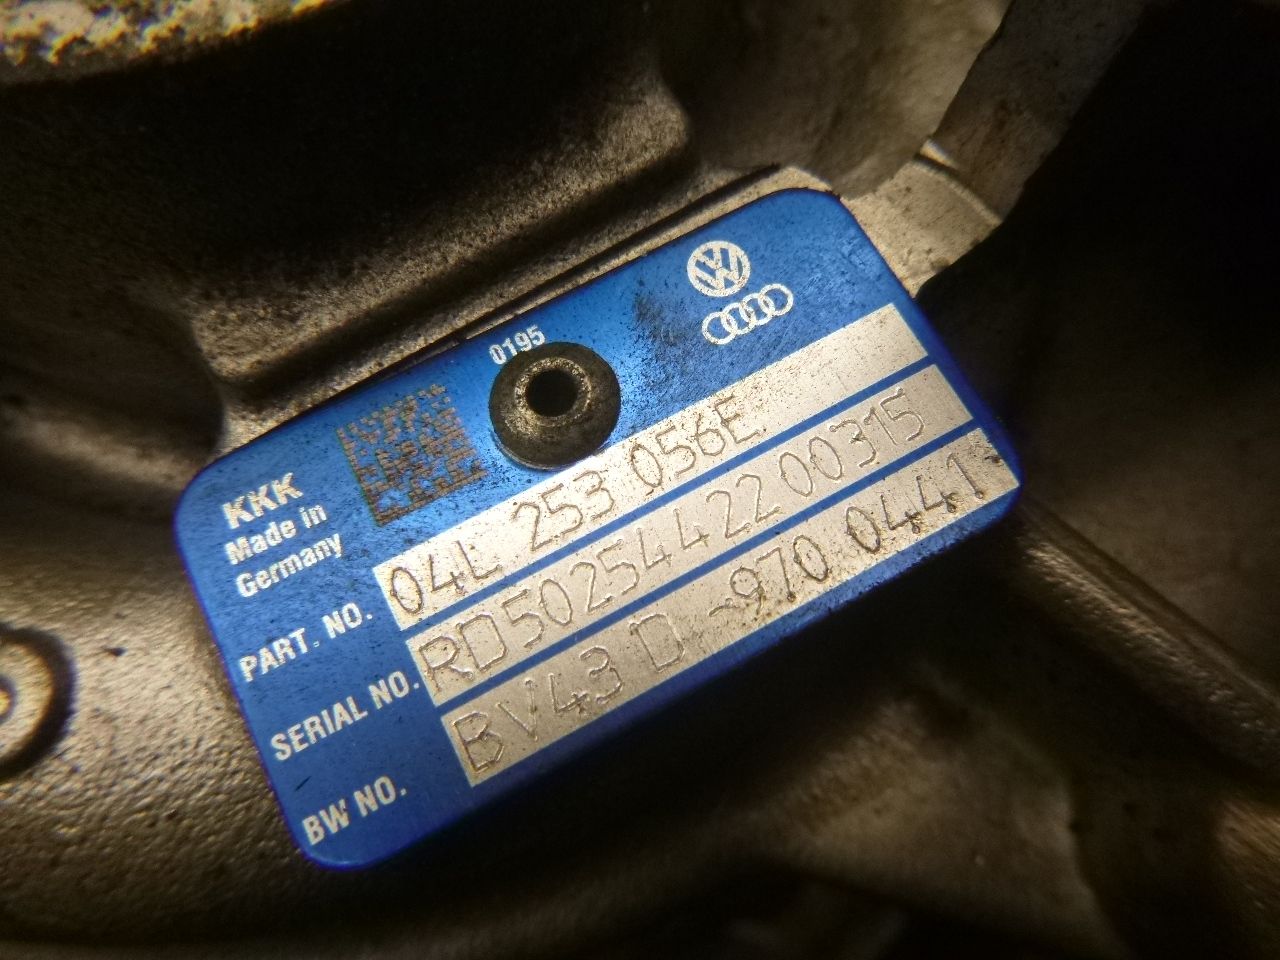 0195
KKK
Made in
Germany
PART. NO. 04L 253 056E T
SERIAL NO. RD50254422 00315
BW NO. BV43 D -970 0441